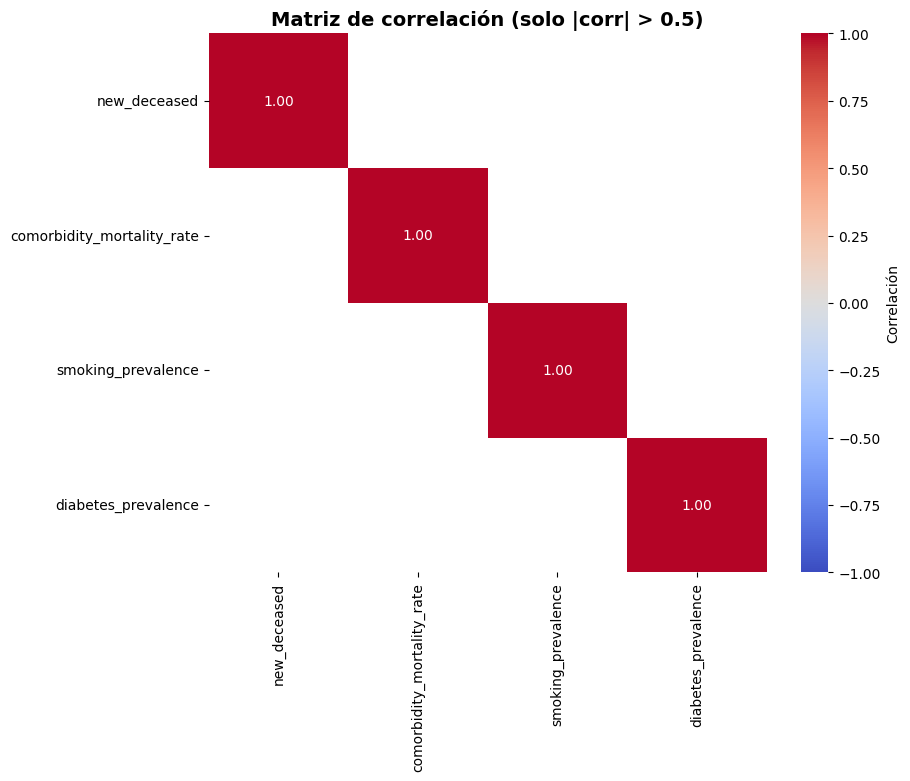 Matriz de correlación (solo |corr| > 0.5)
new_deceased
comorbidity_mortality_rate
smoking_prevalence
diabetes_prevalence
1.00
1.00
1.00
1.00
new_deceased
comorbidity_mortality_rate
smoking_prevalence
diabetes_prevalence
1.00
0.75
0.50
0.25
0.00
−0.25
−0.50
−0.75
−1.00
Correlación